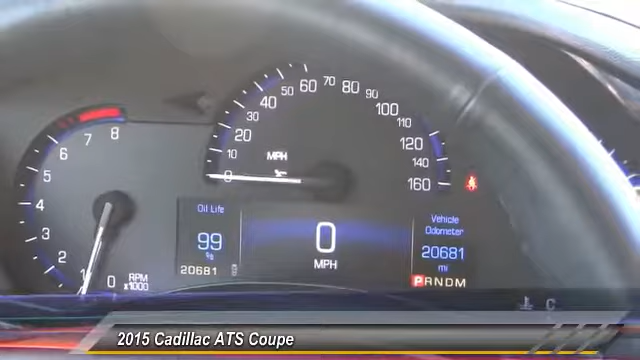 60 70 80
50 90
40 100
30 110
20 120
10 140
0 160
MPH
8
7
6
5
4
3
2
1
0
RPM
x1000
Oil Life
99
%
20681
0
MPH
Vehicle
Odometer
20681
mi
PRNDM
C
2015 Cadillac ATS Coupe